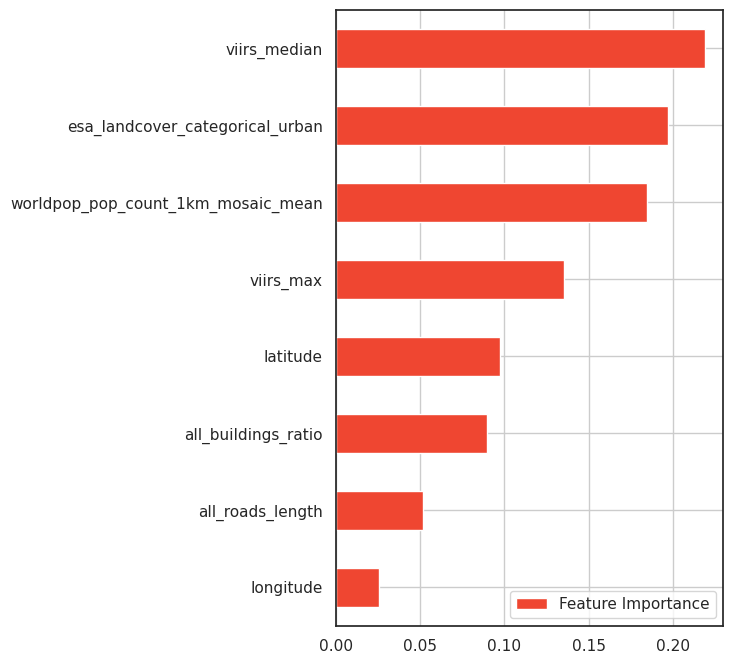 viirs_median
esa_landcover_categorical_urban
worldpop_pop_count_1km_mosaic_mean
viirs_max
latitude
all_buildings_ratio
all_roads_length
longitude
Feature Importance
0.00 0.05 0.10 0.15 0.20